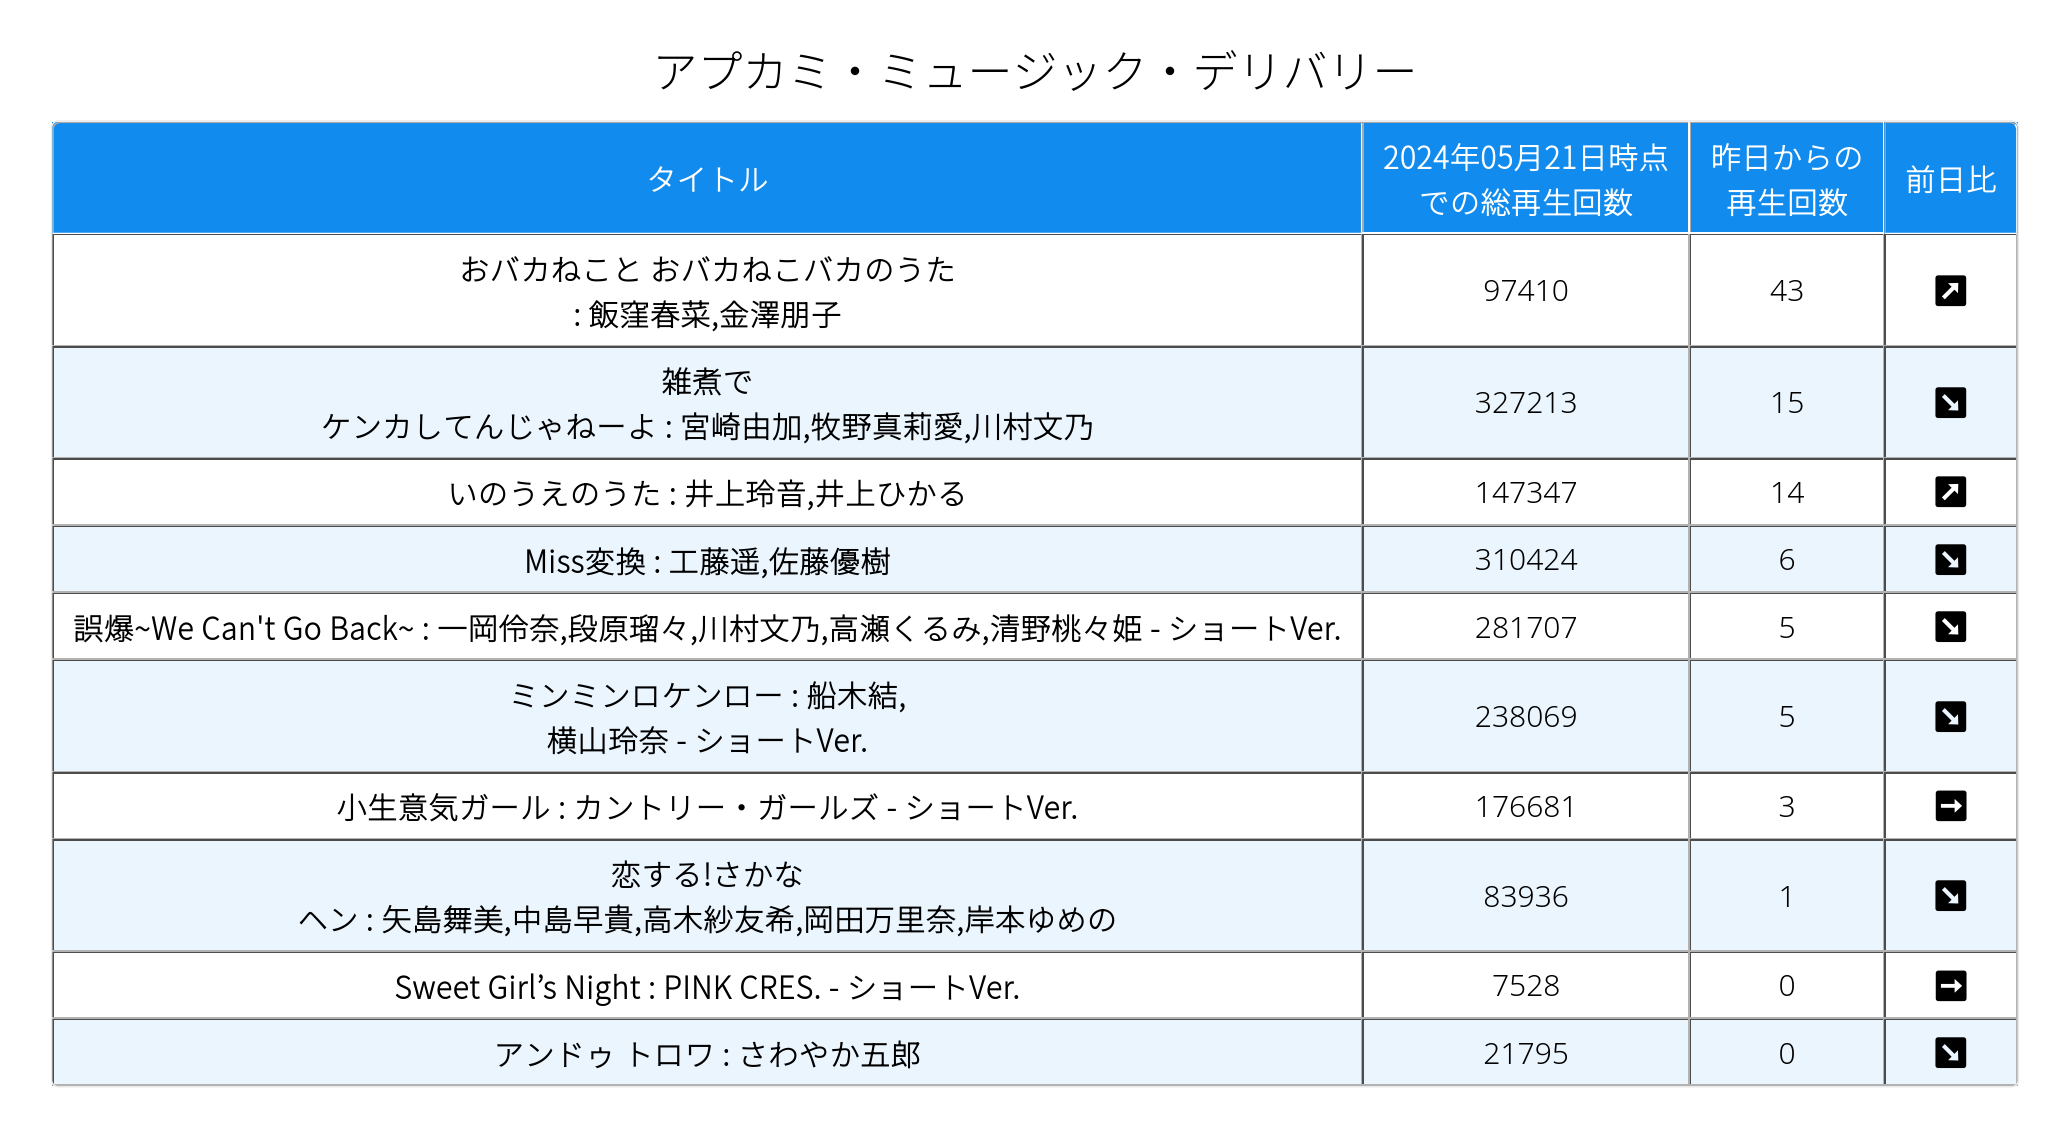 アプカミ・ミュージック・デリバリー
タイトル
2024年05月21日時点
での総再生回数
昨日からの
再生回数
前日比
おバカねこと おバカねこバカのうた
: 飯窪春菜,金澤朋子
97410
43
雑煮で
ケンカしてんじゃねーよ : 宮崎由加,牧野真莉愛,川村文乃
327213
15
いのうえのうた : 井上玲音,井上ひかる
147347
14
Miss変換 : 工藤遥,佐藤優樹
310424
6
誤爆~We Can't Go Back~ : 一岡伶奈,段原瑠々,川村文乃,高瀬くるみ,清野桃々姫 - ショートVer.
281707
5
ミンミンロケンロー : 船木結,
横山玲奈 - ショートVer.
238069
5
小生意気ガール : カントリー・ガールズ - ショートVer.
176681
3
恋する!さかな
ヘン : 矢島舞美,中島早貴,高木紗友希,岡田万里奈,岸本ゆめの
83936
1
Sweet Girl’s Night : PINK CRES. - ショートVer.
7528
0
アンドゥ トロワ : さわやか五郎
21795
0